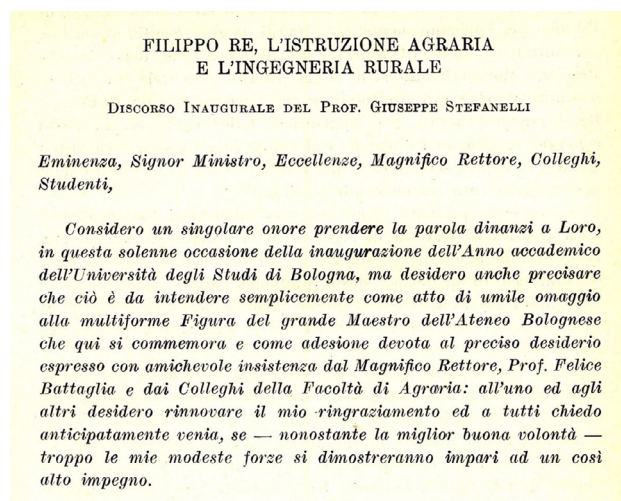 FILIPPO RE, L'ISTRUZIONE AGRARIA
E L'INGEGNERIA RURALE
DISCORSO INAUGURALE DEL PROF. GIUSEPPE STEFANELLI
Eminenza, Signor Ministro, Eccellenze, Magnifico Rettore, Colleghi,
Studenti,
Considero un singolare onore prendere la parola dinanzi a Loro,
in questa solenne occasione della inaugurazione dell'Anno accademico
dell'Università degli Studi di Bologna, ma desidero anche precisare
che ciò è da intendere semplicemente come atto di umile omaggio
alla multiforme Figura del grande Maestro dell'Ateneo Bolognese
che qui si commemora e come adesione devota al preciso desiderio
espresso con amichevole insistenza dal Magnifico Rettore, Prof. Felice
Battaglia e dai Colleghi della Facoltà di Agraria: all'uno ed agli
altri desidero rinnovare il mio ringraziamento ed a tutti chiedo
anticipatamente venia, se — nonostante la miglior buona volontà —
troppo le mie modeste forze si dimostreranno impari ad un così
alto impegno.